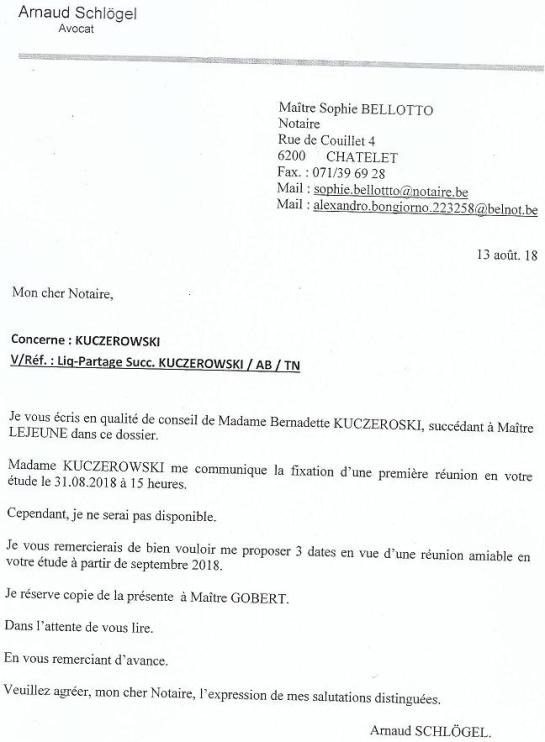 Arnaud Schlögel
Avocat
Maître Sophie BELLOTTO
Notaire
Rue de Couillet 4
6200 CHATELET
Fax. : 071/39 69 28
Mail : sophie.bellottto@notaire.be
Mail : alexandro.bongiorno.223258@belnot.be
13 août. 18
Mon cher Notaire,
Concerne : KUCZEROWSKI
V/Réf. : Liq-Partage Succ. KUCZEROWSKI / AB / TN
Je vous écris en qualité de conseil de Madame Bernadette KUCZEROSKI, succédant à Maître
LEJEUNE dans ce dossier.
Madame KUCZEROWSKI me communique la fixation d'une première réunion en votre
étude le 31.08.2018 à 15 heures.
Cependant, je ne serai pas disponible.
Je vous remercierais de bien vouloir me proposer 3 dates en vue d'une réunion amiable en
votre étude à partir de septembre 2018.
Je réserve copie de la présente à Maître GOBERT.
Dans l'attente de vous lire.
En vous remerciant d'avance.
Veuillez agréer, mon cher Notaire, l'expression de mes salutations distinguées.
Arnaud SCHLÖGEL.